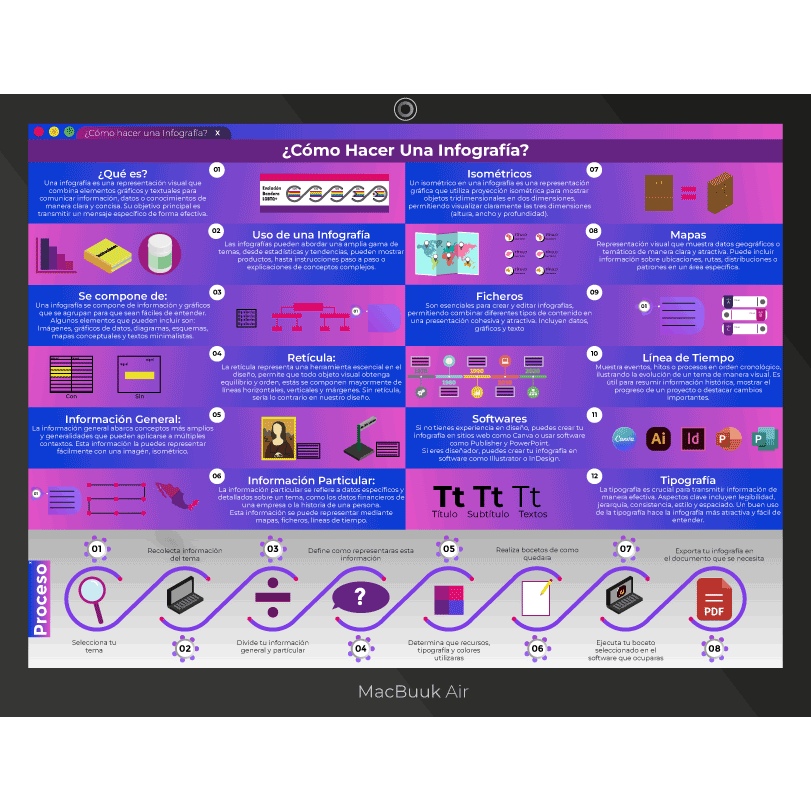 ¿Cómo hacer una Infografía? X
¿Cómo Hacer Una Infografía?
¿Qué es?
01
Una infografía es una representación visual que
combina elementos gráficos y textuales para
comunicar información, datos o conocimientos de
manera clara y concisa. Su objetivo principal es
transmitir un mensaje específico de forma efectiva.
Evolución
Bandera
LGBTQ+
02
Uso de una Infografía
Las infografías pueden abordar una amplia gama de
temas, desde estadísticas y tendencias, pueden mostrar
productos, hasta instrucciones paso a paso o
explicaciones de conceptos complejos.
Se compone de:
03
Una infografía se compone de información y gráficos
que se agrupan para que sean fáciles de entender.
Algunos elementos que pueden incluir son:
Imágenes, gráficos de datos, diagramas, esquemas,
mapas conceptuales y textos minimalistas.
01
04
Retícula:
La retícula representa una herramienta escencial en el
diseño, permite que todo objeto visual obtenga
equilibrio y orden, estás se componen mayormente de
líneas horizontales, verticales y márgenes. Sin retícula,
sería lo contrario en nuestro diseño.
Con
Sin
Información General:
05
La información general abarca conceptos más amplios
y generalidades que pueden aplicarse a múltiples
contextos. Esta información la puedes representar
fácilmente con una imagén, isométrico.
06
Información Particular:
La información particular se refiere a datos específicos y
detallados sobre un tema, como los datos financieros de
una empresa o la historia de una persona.
Esta información se puede representar mediante
mapas, ficheros, líneas de tiempo.
01
Isométricos
07
Un isométrico en una infografía es una representación
gráfica que utiliza proyección isométrica para mostrar
objetos tridimensionales en dos dimensiones,
permitiendo visualizar claramente las tres dimensiones
(altura, ancho y profundidad).
08
Mapas
Representación visual que muestra datos geográficos o
temáticos de manera clara y atractiva. Puede incluir
información sobre ubicaciones, rutas, distribuciones o
patrones en un área específica.
Ficheros
09
Son esenciales para crear y editar infografías,
permitiendo combinar diferentes tipos de contenido en
una presentación cohesiva y atractiva. Incluyen datos,
gráficos y texto
01
10
Línea de Tiempo
Muestra eventos, hitos o procesos en orden cronológico,
ilustrando la evolución de un tema de manera visual. Es
útil para resumir información histórica, mostrar el
progreso de un proyecto o destacar cambios
importantes.
Softwares
11
Si no tienes experiencia en diseño, puedes crear tu
infografía en sitios web como Canva o usar software
como Publisher y PowerPoint.
Si eres diseñador, puedes crear tu infografía en
software como Illustrator o InDesign.
Canva
Ai
Id
P
P
12
Tipografía
La tipografía es crucial para transmitir información de
manera efectiva. Aspectos clave incluyen legibilidad,
jerarquía, consistencia, estilo y espaciado. Un buen uso
de la tipografía hace la infografía más atractiva y fácil de
entender.
Tt Tt Tt
Título Subtítulo Textos
Proceso
01
Selecciona tu
tema
Recolecta información
del tema
02
03
Divide tu información
general y particular
Define como representaras esta
información
?
04
05
Determina que recursos,
tipografía y colores
utilizaras
Realiza bocetos de como
quedara
06
07
Ejecuta tu boceto
seleccionado en el
software que ocuparas
Exporta tu infografía en
el documento que se necesita
PDF
08
MacBuuk Air